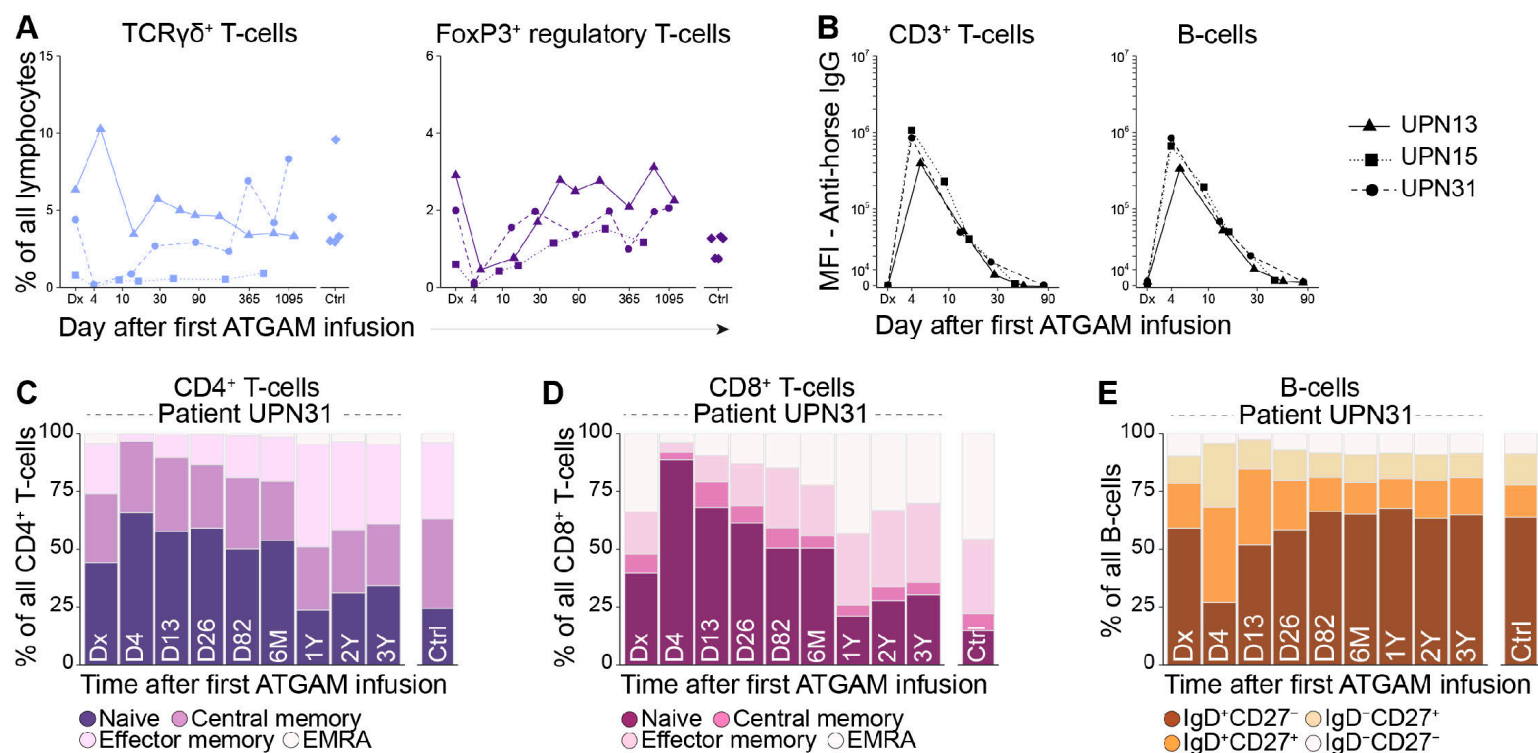 A
TCRγδ⁺ T-cells
% of all lymphocytes
15
10
5
0
Dx 4 10 30 90 365 1095 Ctrl
FoxP3⁺ regulatory T-cells
6
4
2
0
Dx 4 10 30 90 365 1095 Ctrl
Day after first ATGAM infusion
B
CD3⁺ T-cells
MFI - Anti-horse IgG
10⁷
10⁶
10⁵
10⁴
0
Dx 4 10 30 90
B-cells
10⁷
10⁶
10⁵
10⁴
0
Dx 4 10 30 90
Day after first ATGAM infusion
UPN13
UPN15
UPN31
C
CD4⁺ T-cells
Patient UPN31
% of all CD4⁺ T-cells
100
75
50
25
0
Dx D4 D13 D26 D82 6M 1Y 2Y 3Y Ctrl
Time after first ATGAM infusion
Naive Central memory
Effector memory EMRA
D
CD8⁺ T-cells
Patient UPN31
% of all CD8⁺ T-cells
100
75
50
25
0
Dx D4 D13 D26 D82 6M 1Y 2Y 3Y Ctrl
Time after first ATGAM infusion
Naive Central memory
Effector memory EMRA
E
B-cells
Patient UPN31
% of all B-cells
100
75
50
25
0
Dx D4 D13 D26 D82 6M 1Y 2Y 3Y Ctrl
Time after first ATGAM infusion
IgD⁺CD27⁻ IgD⁻CD27⁺
IgD⁺CD27⁺ IgD⁻CD27⁻